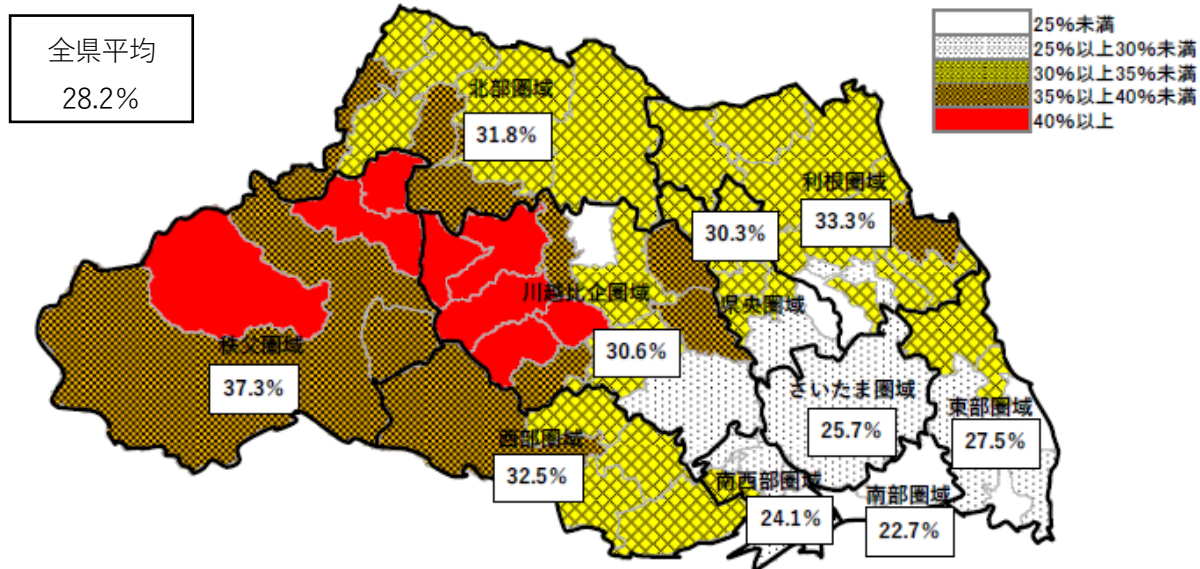 全県平均
28.2%
25%未満
25%以上30%未満
30%以上35%未満
35%以上40%未満
40%以上
北部圏域
31.8%
利根圏域
33.3%
30.3%
県央圏域
川越比企圏域
30.6%
秩父圏域
37.3%
さいたま圏域
25.7%
東部圏域
27.5%
西部圏域
32.5%
南西部圏域
24.1%
南部圏域
22.7%